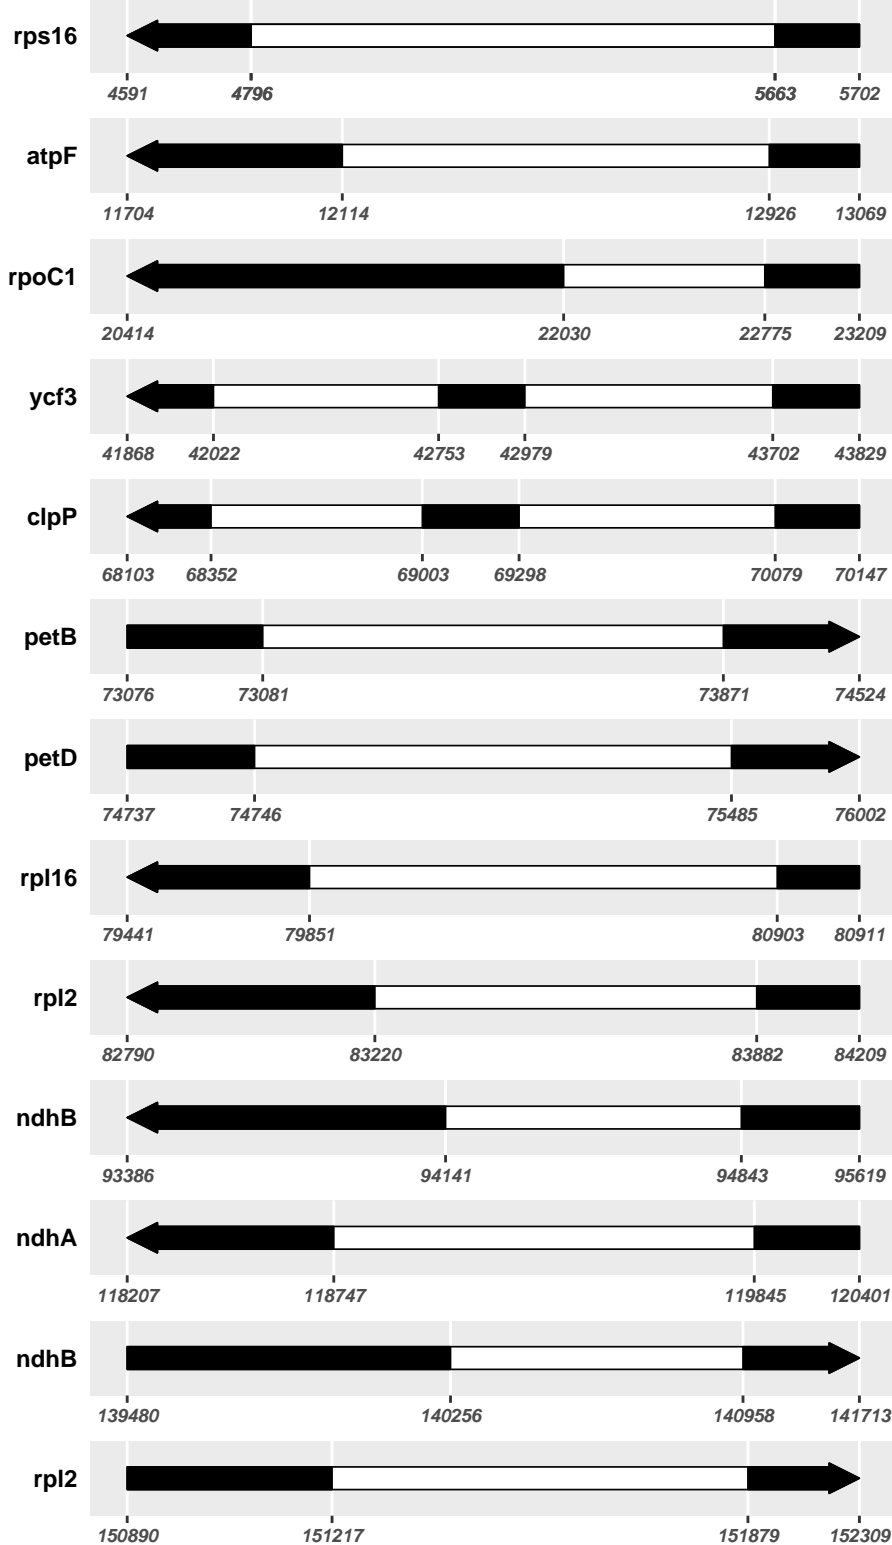 rps16
4591 4796 5663 5702
atpF
11704 12114 12926 13069
rpoC1
20414 22030 22775 23209
ycf3
41868 42022 42753 42979 43702 43829
clpP
68103 68352 69003 69298 70079 70147
petB
73076 73081 73871 74524
petD
74737 74746 75485 76002
rpl16
79441 79851 80903 80911
rpl2
82790 83220 83882 84209
ndhB
93386 94141 94843 95619
ndhA
118207 118747 119845 120401
ndhB
139480 140256 140958 141713
rpl2
150890 151217 151879 152309